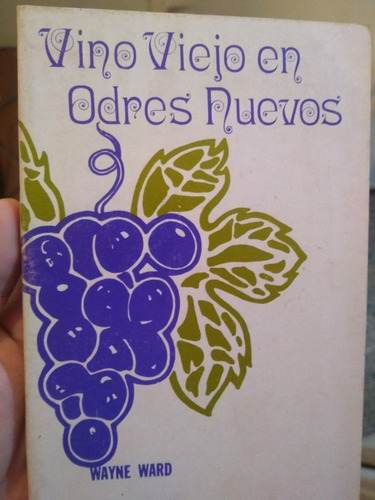 Vino Viejo en
Odres Nuevos
WAYNE WARD